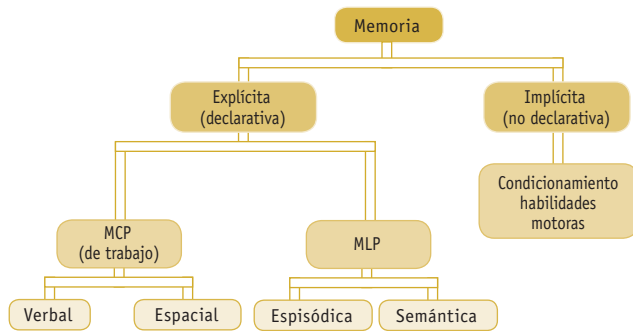 Memoria
Explícita
(declarativa)
Implícita
(no declarativa)
Condicionamiento
habilidades
motoras
MCP
(de trabajo)
MLP
Verbal
Espacial
Espisódica
Semántica